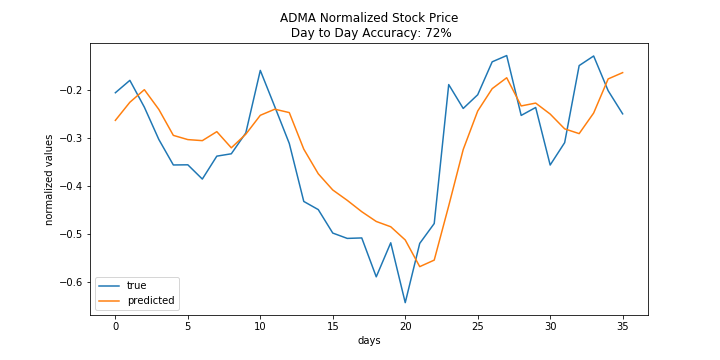 ADMA Normalized Stock Price
Day to Day Accuracy: 72%
normalized values
−0.2
−0.3
−0.4
−0.5
−0.6
true
predicted
0 5 10 15 20 25 30 35
days